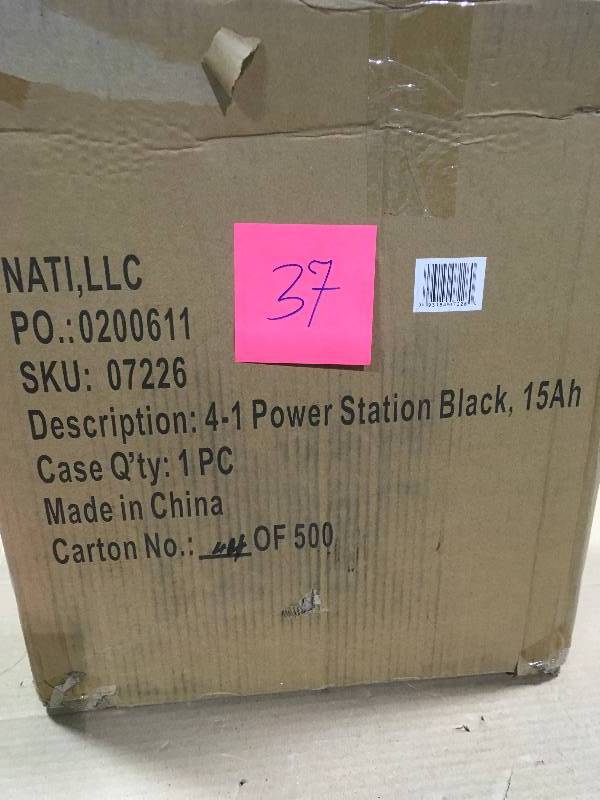 NATI,LLC
37
PO.:0200611
SKU: 07226
Description: 4-1 Power Station Black, 15Ah
Case Q'ty: 1 PC
Made in China
Carton No.: OF 500